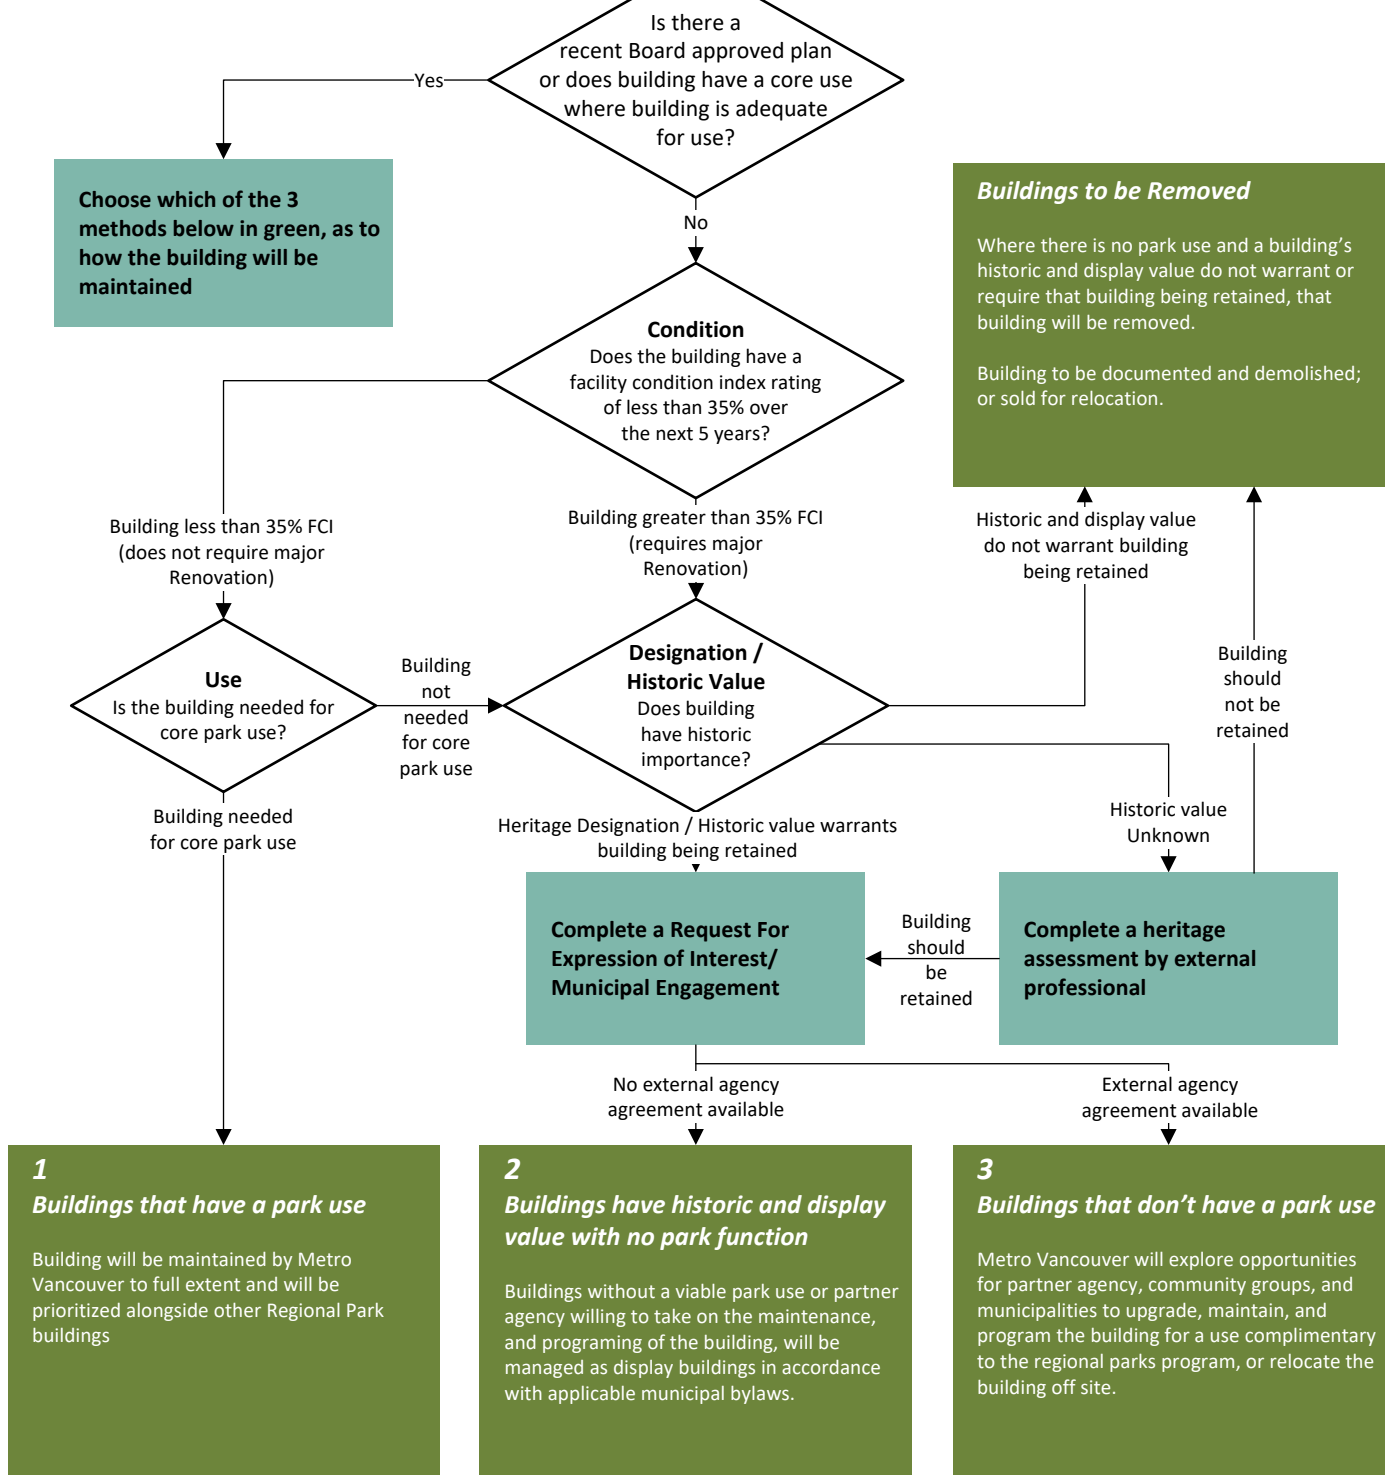 Is there a
recent Board approved plan
or does building have a core use
where building is adequate
for use?
Yes
No
Choose which of the 3
methods below in green, as to
how the building will be
maintained
Buildings to be Removed
Where there is no park use and a building's
historic and display value do not warrant or
require that building being retained, that
building will be removed.
Building to be documented and demolished;
or sold for relocation.
Condition
Does the building have a
facility condition index rating
of less than 35% over
the next 5 years?
Building less than 35% FCI
(does not require major
Renovation)
Building greater than 35% FCI
(requires major
Renovation)
Historic and display value
do not warrant building
being retained
Building
should
not be
retained
Use
Is the building needed for
core park use?
Building
not
needed
for core
park use
Designation /
Historic Value
Does building
have historic
importance?
Building needed
for core park use
Heritage Designation / Historic value warrants
building being retained
Historic value
Unknown
Complete a Request For
Expression of Interest/
Municipal Engagement
Building
should
be
retained
Complete a heritage
assessment by external
professional
No external agency
agreement available
External agency
agreement available
1
Buildings that have a park use
Building will be maintained by Metro
Vancouver to full extent and will be
prioritized alongside other Regional Park
buildings
2
Buildings have historic and display
value with no park function
Buildings without a viable park use or partner
agency willing to take on the maintenance,
and programing of the building, will be
managed as display buildings in accordance
with applicable municipal bylaws.
3
Buildings that don't have a park use
Metro Vancouver will explore opportunities
for partner agency, community groups, and
municipalities to upgrade, maintain, and
program the building for a use complimentary
to the regional parks program, or relocate the
building off site.